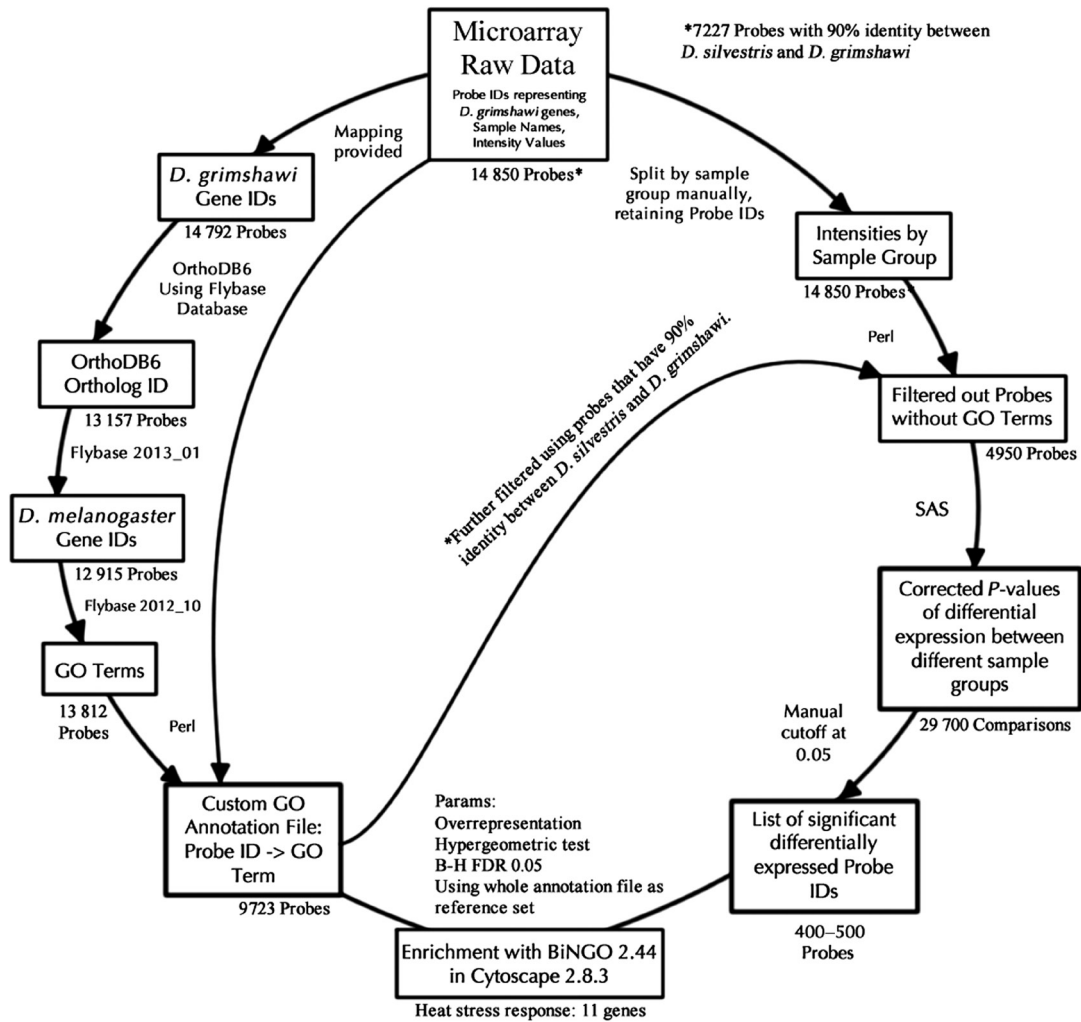 Microarray
Raw Data
Probe IDs representing
D. grimshawi genes,
Sample Names,
Intensity Values
14 850 Probes*
*7227 Probes with 90% identity between
D. silvestris and D. grimshawi
Mapping
provided
D. grimshawi
Gene IDs
14 792 Probes
OrthoDB6
Using Flybase
Database
OrthoDB6
Ortholog ID
13 157 Probes
Flybase 2013_01
D. melanogaster
Gene IDs
12 915 Probes
Flybase 2012_10
GO Terms
13 812
Probes
Perl
Custom GO
Annotation File:
Probe ID -> GO
Term
9723 Probes
Split by sample
group manually,
retaining Probe IDs
Intensities by
Sample Group
14 850 Probes*
Perl
*Further filtered using probes that have 90%
identity between D. silvestris and D. grimshawi.
Filtered out Probes
without GO Terms
4950 Probes
SAS
Corrected P-values
of differential
expression between
different sample
groups
29 700 Comparisons
Manual
cutoff at
0.05
List of significant
differentially
expressed Probe
IDs
400–500
Probes
Params:
Overrepresentation
Hypergeometric test
B-H FDR 0.05
Using whole annotation file as
reference set
Enrichment with BiNGO 2.44
in Cytoscape 2.8.3
Heat stress response: 11 genes